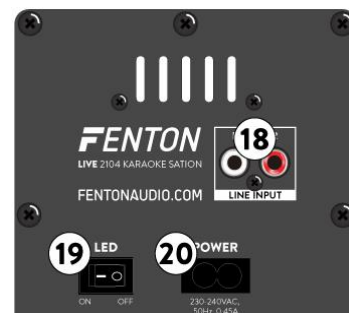 18
FENTON
LIVE 2104 KARAOKE SATION
FENTONAUDIO.COM
LINE INPUT
19 LED
20 POWER
- O
ON OFF
230-240VAC,
50Hz, 0.45A